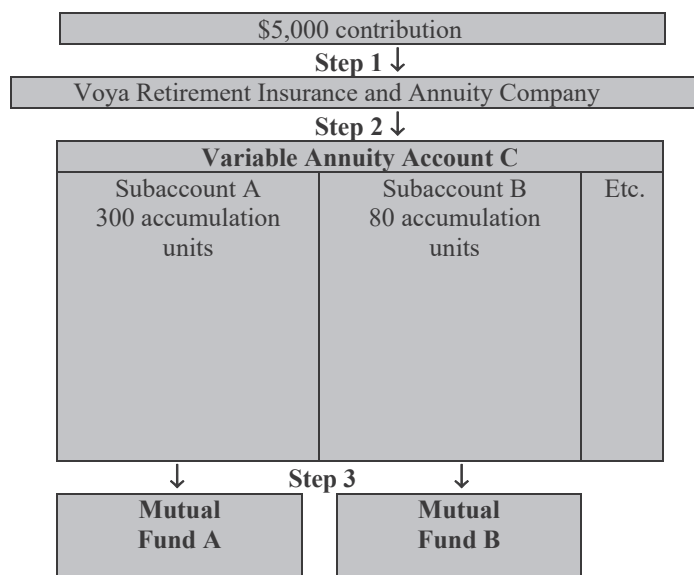 $5,000 contribution
Step 1 ↓
Voya Retirement Insurance and Annuity Company
Step 2 ↓
Variable Annuity Account C
Subaccount A
300 accumulation
units
Subaccount B
80 accumulation
units
Etc.
↓ Step 3 ↓
Mutual
Fund A
Mutual
Fund B